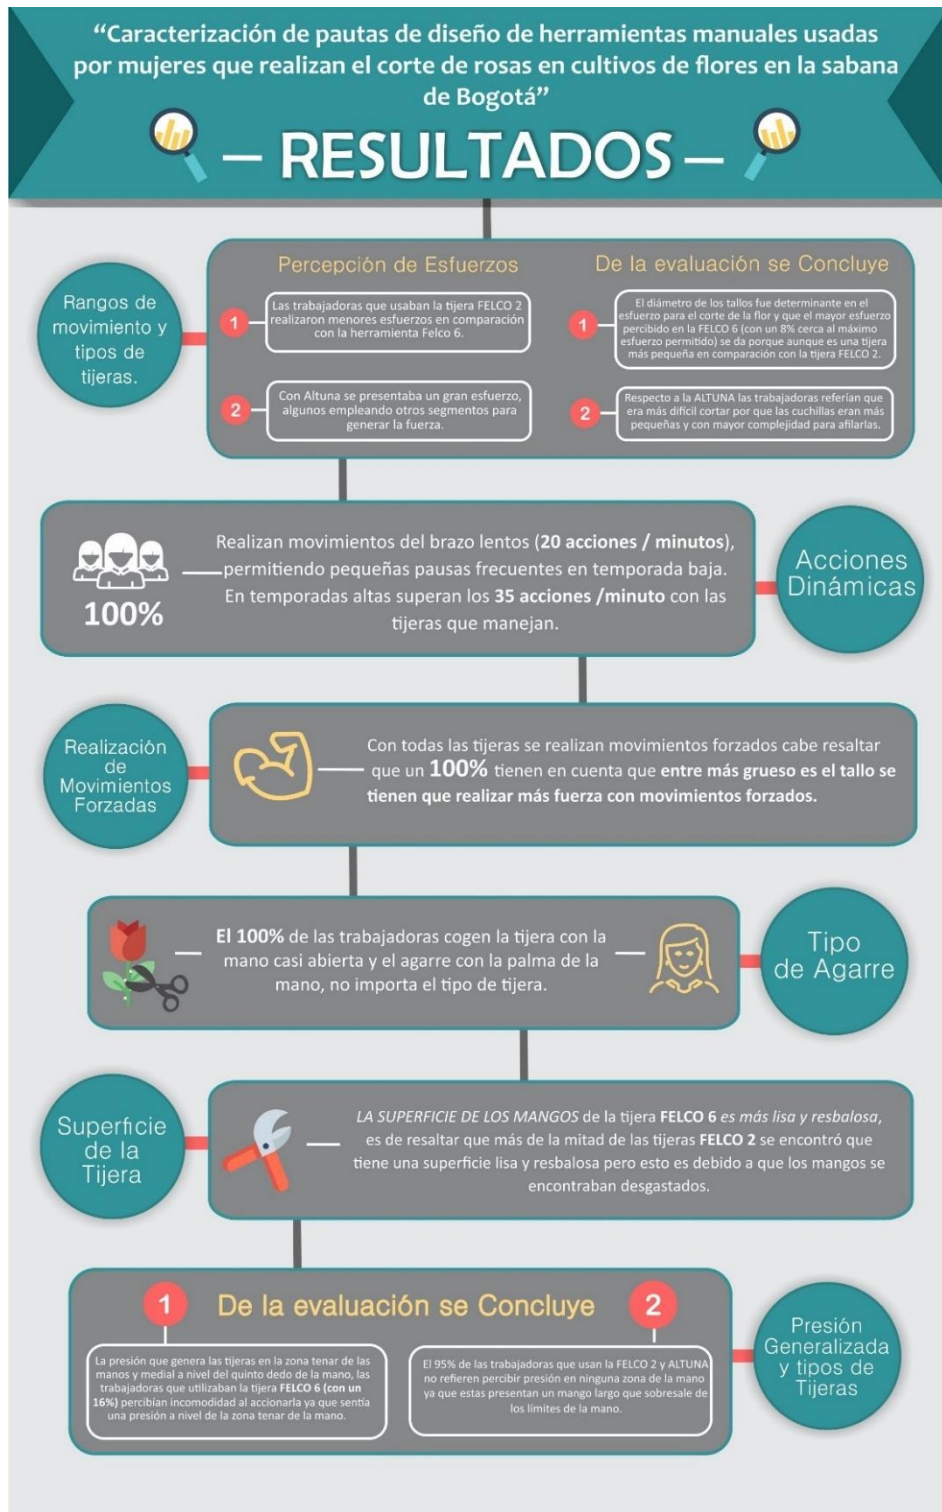 “Caracterización de pautas de diseño de herramientas manuales usadas
por mujeres que realizan el corte de rosas en cultivos de flores en la sabana
de Bogotá”
– RESULTADOS –
Rangos de
movimiento y
tipos de
tijeras.
Percepción de Esfuerzos
1
Las trabajadoras que usaban la tijera FELCO 2
realizaron menores esfuerzos en comparación
con la herramienta Felco 6.
2
Con Altuna se presentaba un gran esfuerzo,
algunos empleando otros segmentos para
generar la fuerza.
De la evaluación se Concluye
1
El diámetro de los tallos fue determinante en el
esfuerzo para el corte de la flor y que el mayor esfuerzo
percibido en la FELCO 6 (con un 8% cerca al máximo
esfuerzo permitido) se da porque aunque es una tijera
más pequeña en comparación con la tijera FELCO 2.
2
Respecto a la ALTUNA las trabajadoras referían que
era más difícil cortar por que las cuchillas eran más
pequeñas y con mayor complejidad para afilarlas.
100%
Realizan movimientos del brazo lentos (20 acciones / minutos),
permitiendo pequeñas pausas frecuentes en temporada baja.
En temporadas altas superan los 35 acciones /minuto con las
tijeras que manejan.
Acciones
Dinámicas
Realización
de
Movimientos
Forzadas
Con todas las tijeras se realizan movimientos forzados cabe resaltar
que un 100% tienen en cuenta que entre más grueso es el tallo se
tienen que realizar más fuerza con movimientos forzados.
El 100% de las trabajadoras cogen la tijera con la
mano casi abierta y el agarre con la palma de la
mano, no importa el tipo de tijera.
Tipo
de Agarre
Superficie
de la
Tijera
LA SUPERFICIE DE LOS MANGOS de la tijera FELCO 6 es más lisa y resbalosa,
es de resaltar que más de la mitad de las tijeras FELCO 2 se encontró que
tiene una superficie lisa y resbalosa pero esto es debido a que los mangos se
encontraban desgastados.
1 De la evaluación se Concluye 2
La presión que genera las tijeras en la zona tenar de las
manos y medial a nivel del quinto dedo de la mano, las
trabajadoras que utilizaban la tijera FELCO 6 (con un
16%) percibían incomodidad al accionarla ya que sentía
una presión a nivel de la zona tenar de la mano.
El 95% de las trabajadoras que usan la FELCO 2 y ALTUNA
no refieren percibir presión en ninguna zona de la mano
ya que estas presentan un mango largo que sobresale de
los límites de la mano.
Presión
Generalizada
y tipos de
Tijeras